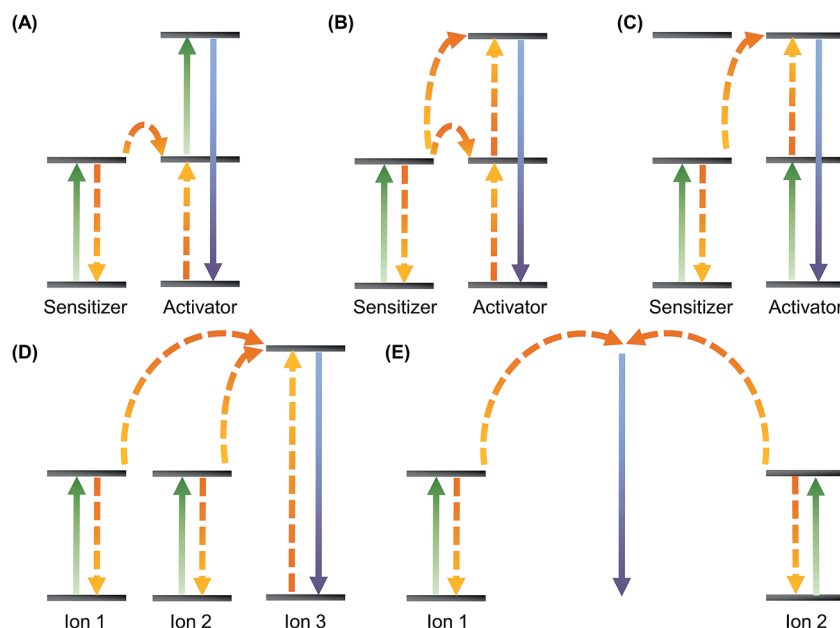 (A)
(B)
(C)
Sensitizer Activator
Sensitizer Activator
Sensitizer Activator
(D)
(E)
Ion 1 Ion 2 Ion 3
Ion 1 Ion 2